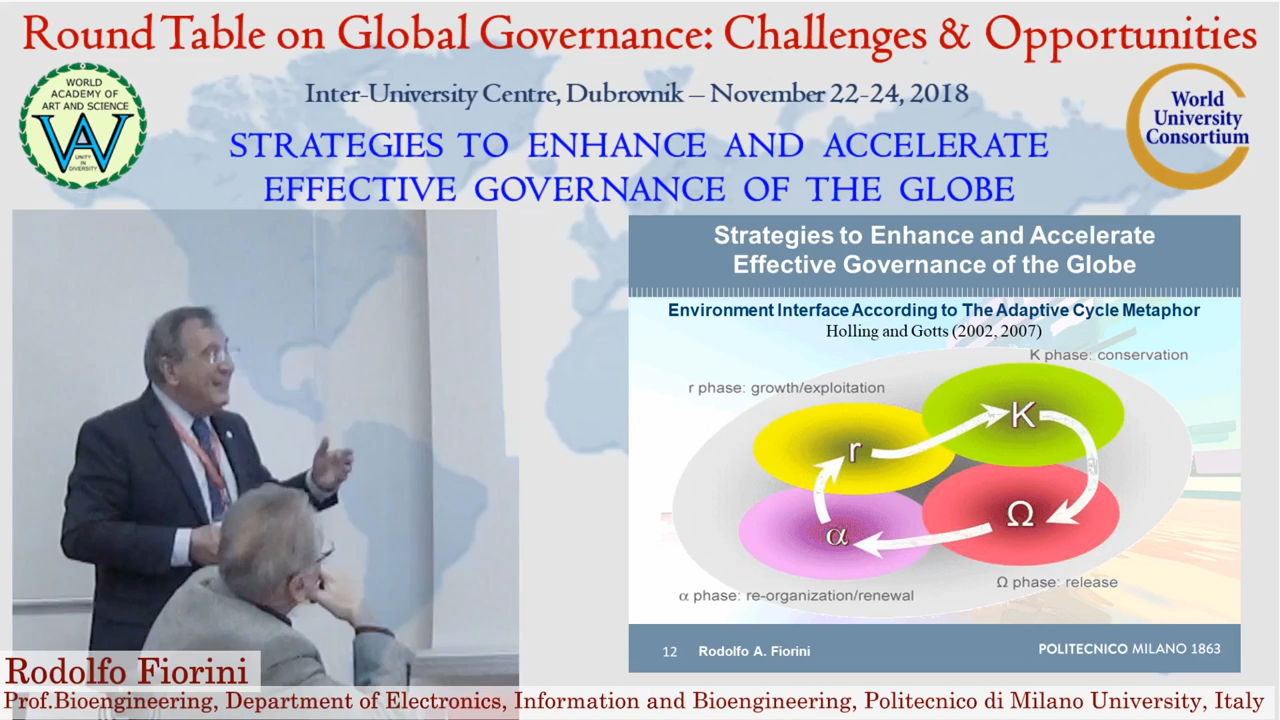 Round Table on Global Governance: Challenges & Opportunities
Inter-University Centre, Dubrovnik – November 22-24, 2018
STRATEGIES TO ENHANCE AND ACCELERATE
EFFECTIVE GOVERNANCE OF THE GLOBE
WORLD
ACADEMY OF
ART AND SCIENCE
WA
UNITY
IN
DIVERSITY
World
University
Consortium
Strategies to Enhance and Accelerate
Effective Governance of the Globe
Environment Interface According to The Adaptive Cycle Metaphor
Holling and Gotts (2002, 2007)
K phase: conservation
r phase: growth/exploitation
K
r
Ω
α
Ω phase: release
α phase: re-organization/renewal
12 Rodolfo A. Fiorini
POLITECNICO MILANO 1863
Rodolfo Fiorini
Prof.Bioengineering, Department of Electronics, Information and Bioengineering, Politecnico di Milano University, Italy